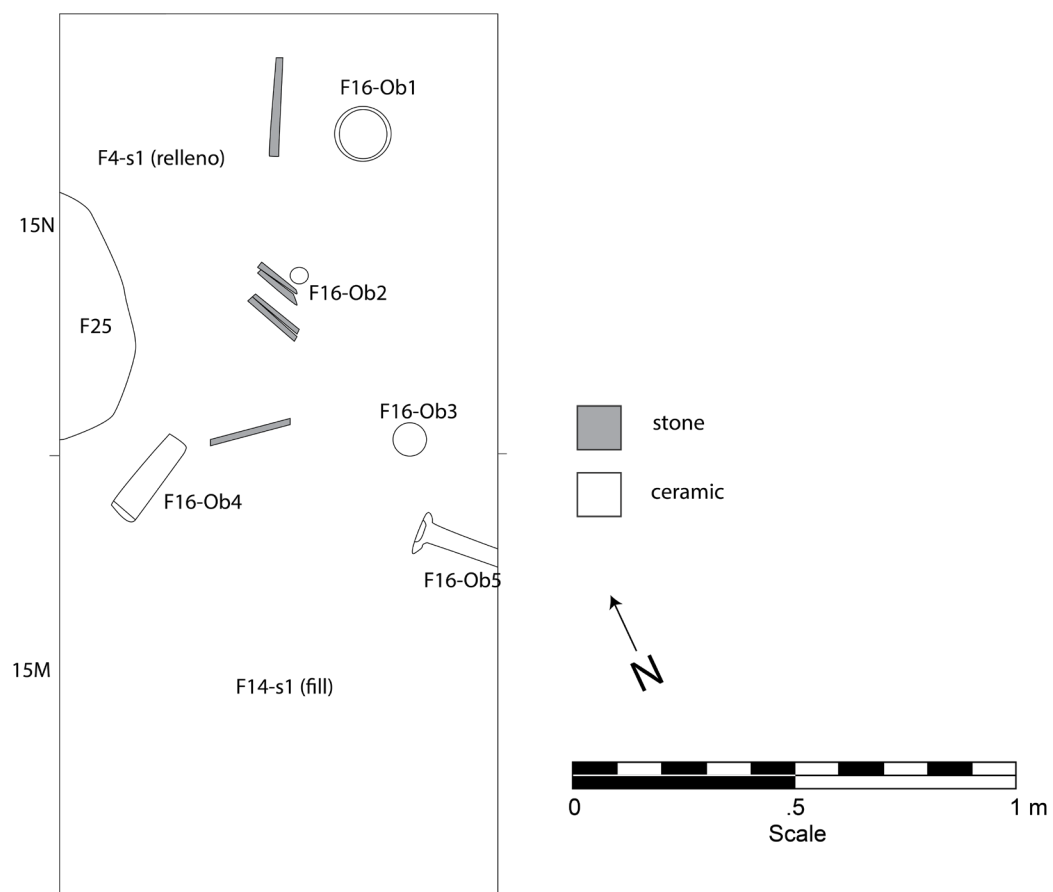 F16-Ob1
F4-s1 (relleno)
15N
F16-Ob2
F25
F16-Ob3
F16-Ob4
F16-Ob5
15M
F14-s1 (fill)
stone
ceramic
N
0 .5 1 m
Scale